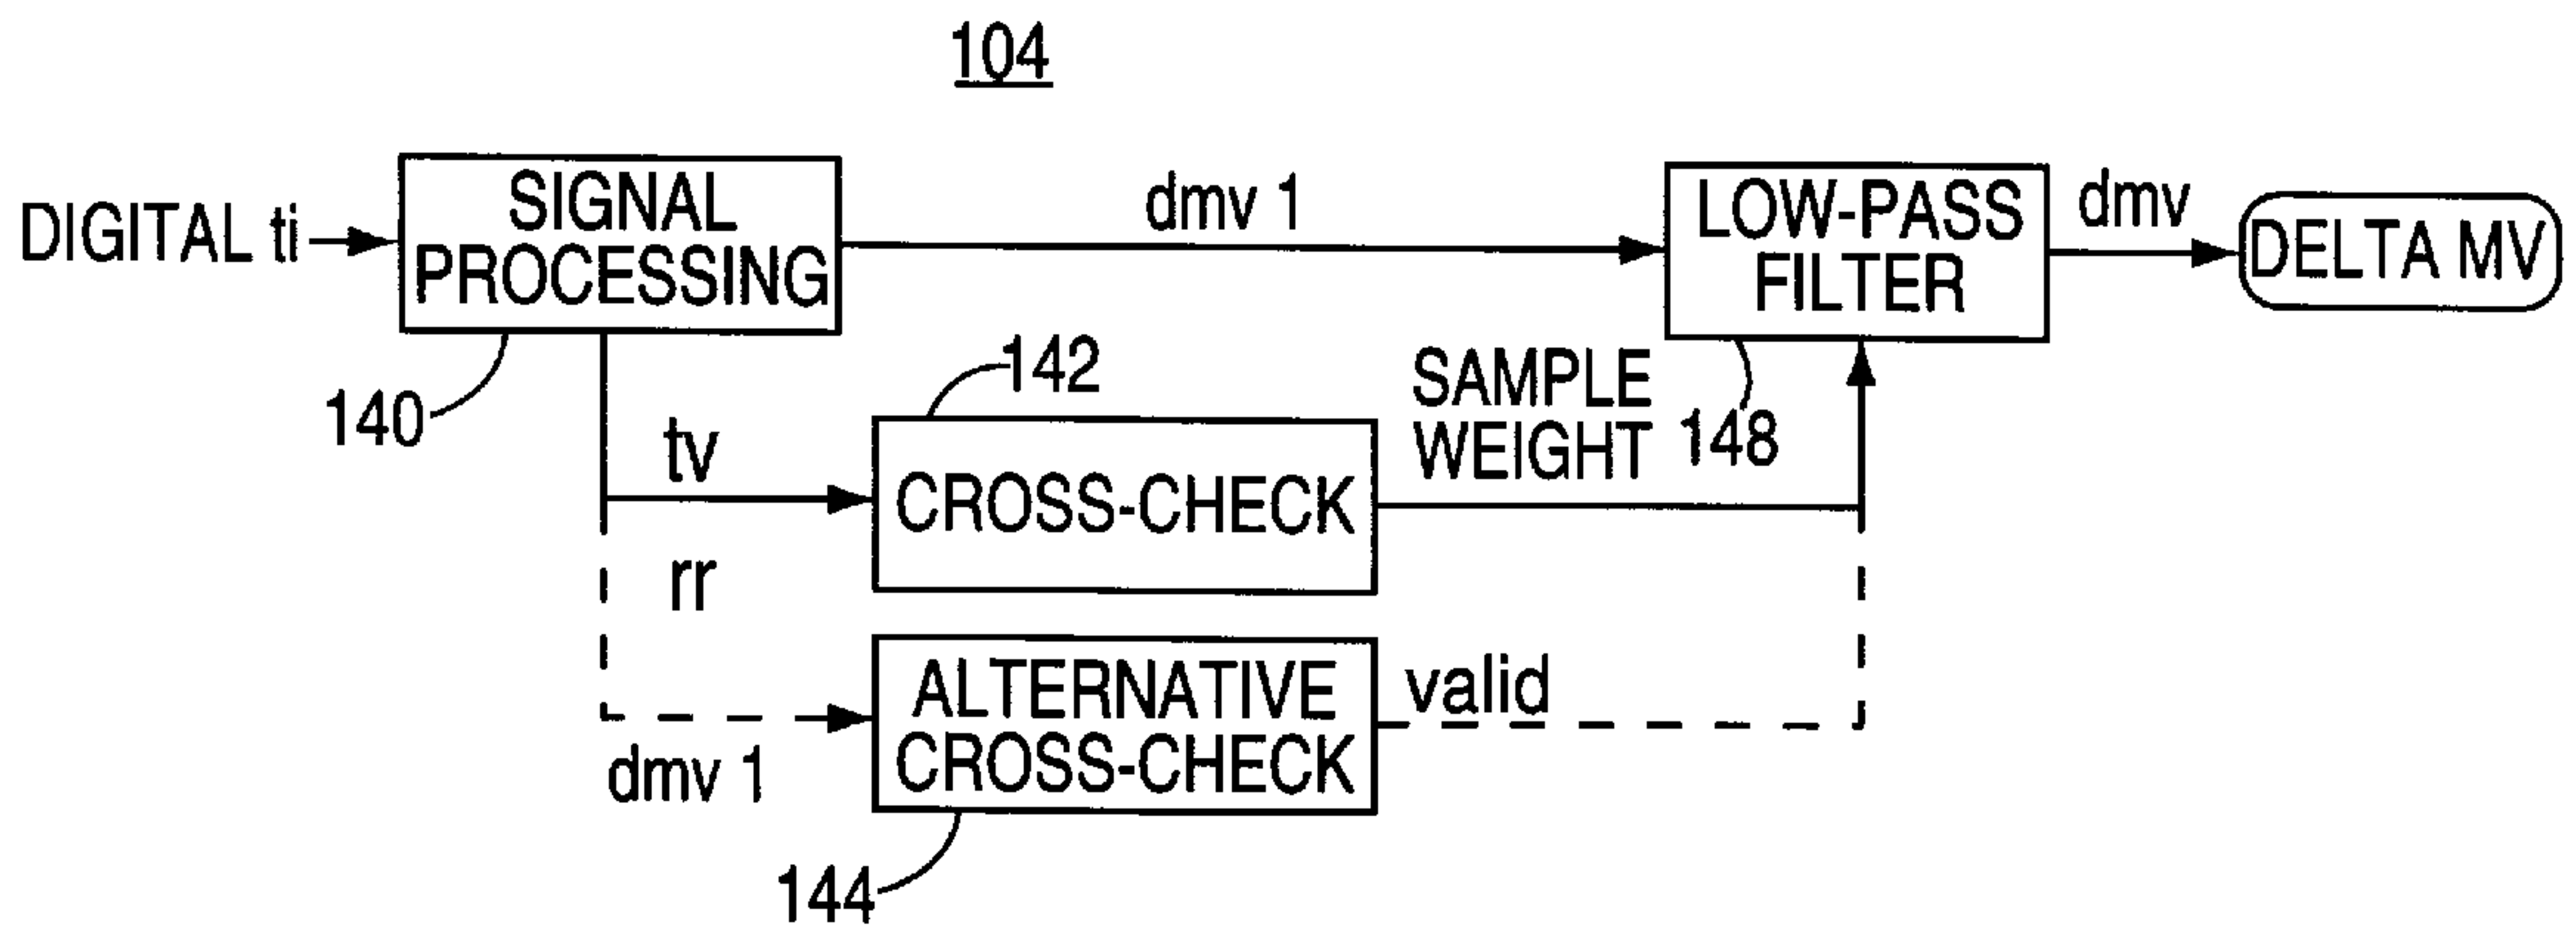 104
DIGITAL ti
SIGNAL
PROCESSING
dmv 1
LOW-PASS
FILTER
dmv
DELTA MV
140
142
SAMPLE
WEIGHT
148
tv
CROSS-CHECK
rr
dmv 1
ALTERNATIVE
CROSS-CHECK
valid
144